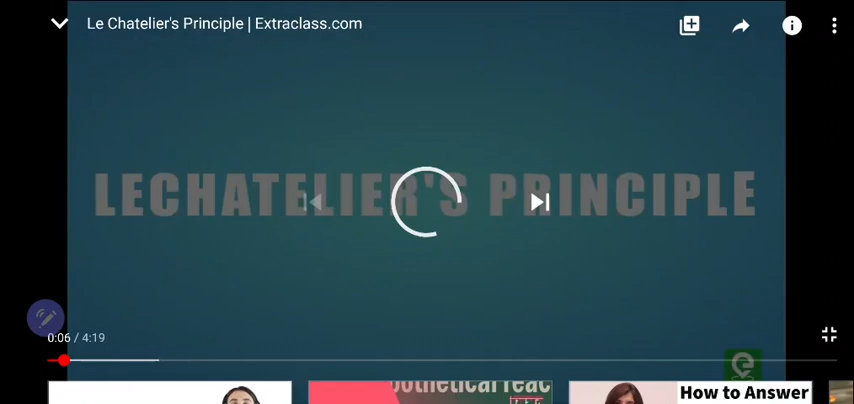 Le Chatelier's Principle | Extraclass.com
LECHATELIER'S PRINCIPLE
0:06 / 4:19
How to Answer